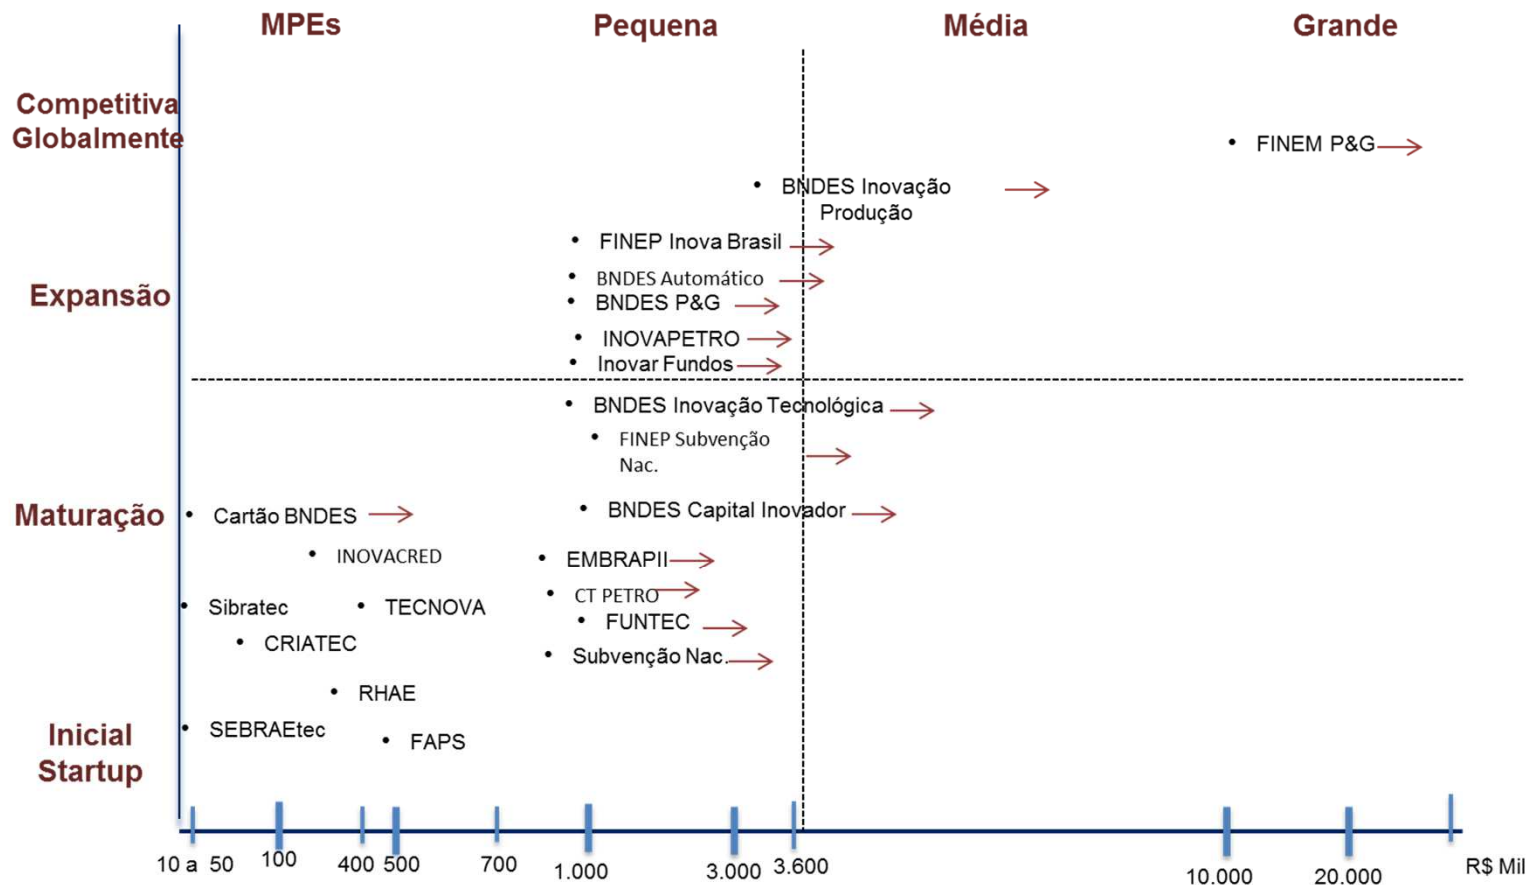 MPEs Pequena Média Grande
Competitiva
Globalmente
• FINEM P&G
• BNDES Inovação
Produção
• FINEP Inova Brasil
• BNDES Automático
Expansão
• BNDES P&G
• INOVAPETRO
• Inovar Fundos
• BNDES Inovação Tecnológica
• FINEP Subvenção
Nac.
Maturação
• Cartão BNDES
• BNDES Capital Inovador
• INOVACRED
• EMBRAPII
• CT PETRO
• Sibratec
• TECNOVA
• FUNTEC
• CRIATEC
• Subvenção Nac.
• RHAE
• SEBRAEtec
• FAPS
Inicial
Startup
10 a 50 100 400 500 700 1.000 3.000 3.600 10.000 20.000 R$ Mil